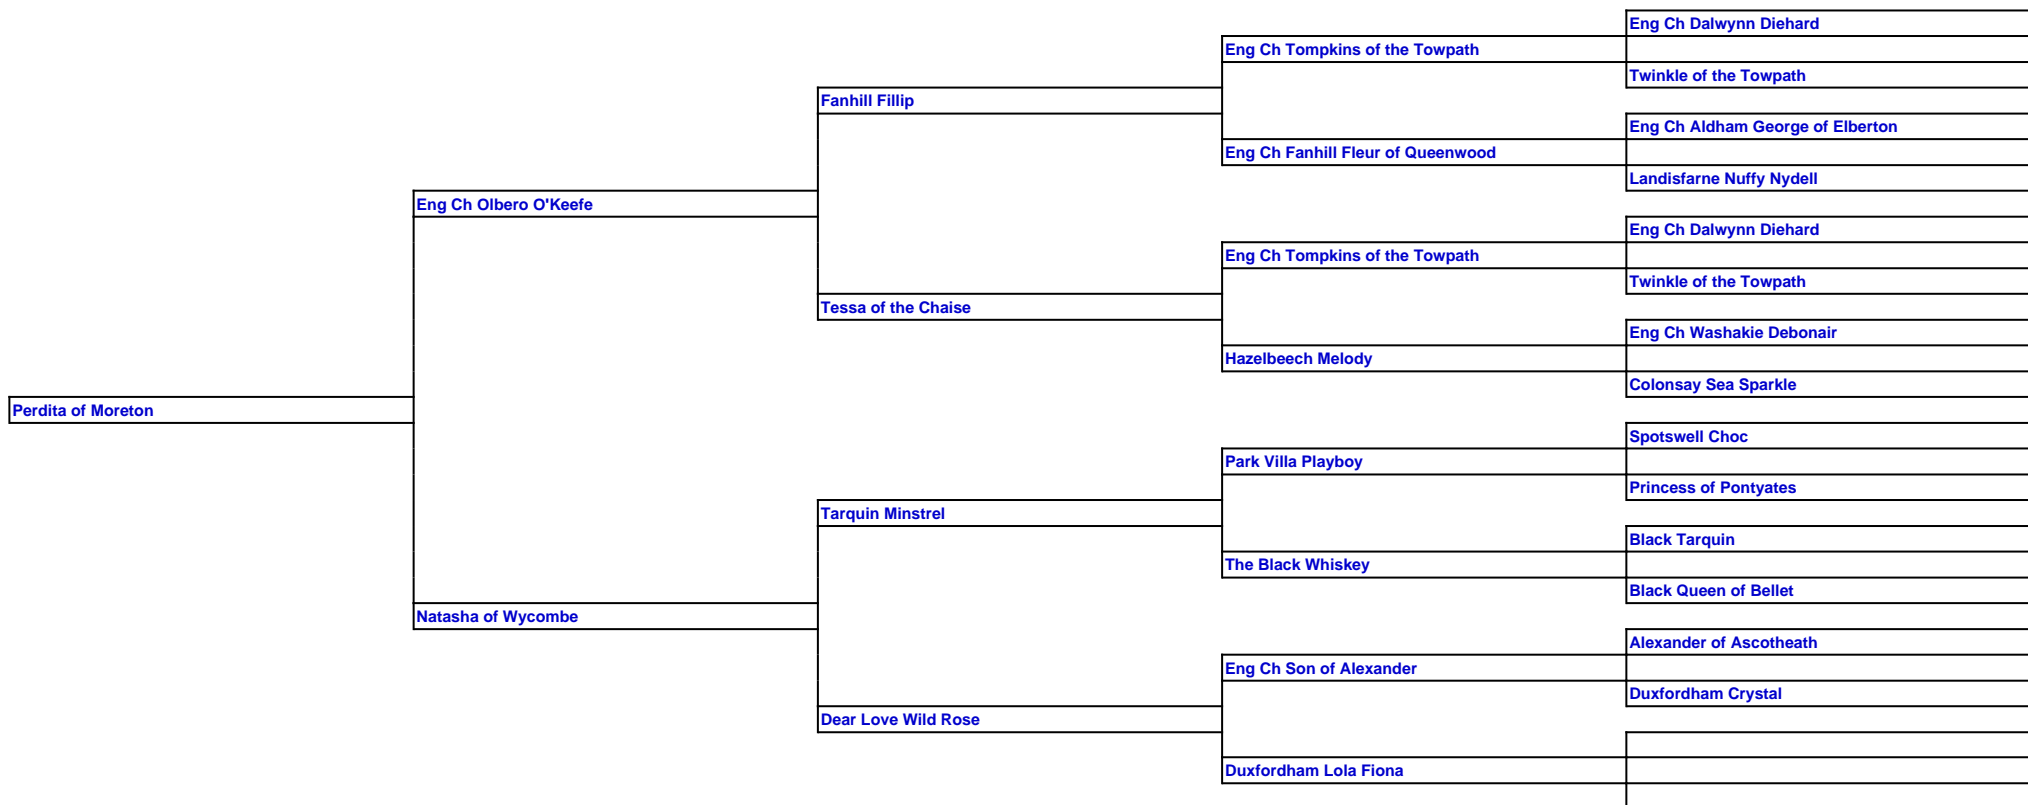 Eng Ch Dalwynn Diehard
Eng Ch Tompkins of the Towpath
Twinkle of the Towpath
Fanhill Fillip
Eng Ch Aldham George of Elberton
Eng Ch Fanhill Fleur of Queenwood
Landisfarne Nuffy Nydell
Eng Ch Olbero O'Keefe
Eng Ch Dalwynn Diehard
Eng Ch Tompkins of the Towpath
Twinkle of the Towpath
Tessa of the Chaise
Eng Ch Washakie Debonair
Hazelbeech Melody
Colonsay Sea Sparkle
Perdita of Moreton
Spotswell Choc
Park Villa Playboy
Princess of Pontyates
Tarquin Minstrel
Black Tarquin
The Black Whiskey
Black Queen of Bellet
Natasha of Wycombe
Alexander of Ascotheath
Eng Ch Son of Alexander
Duxfordham Crystal
Dear Love Wild Rose
Duxfordham Lola Fiona